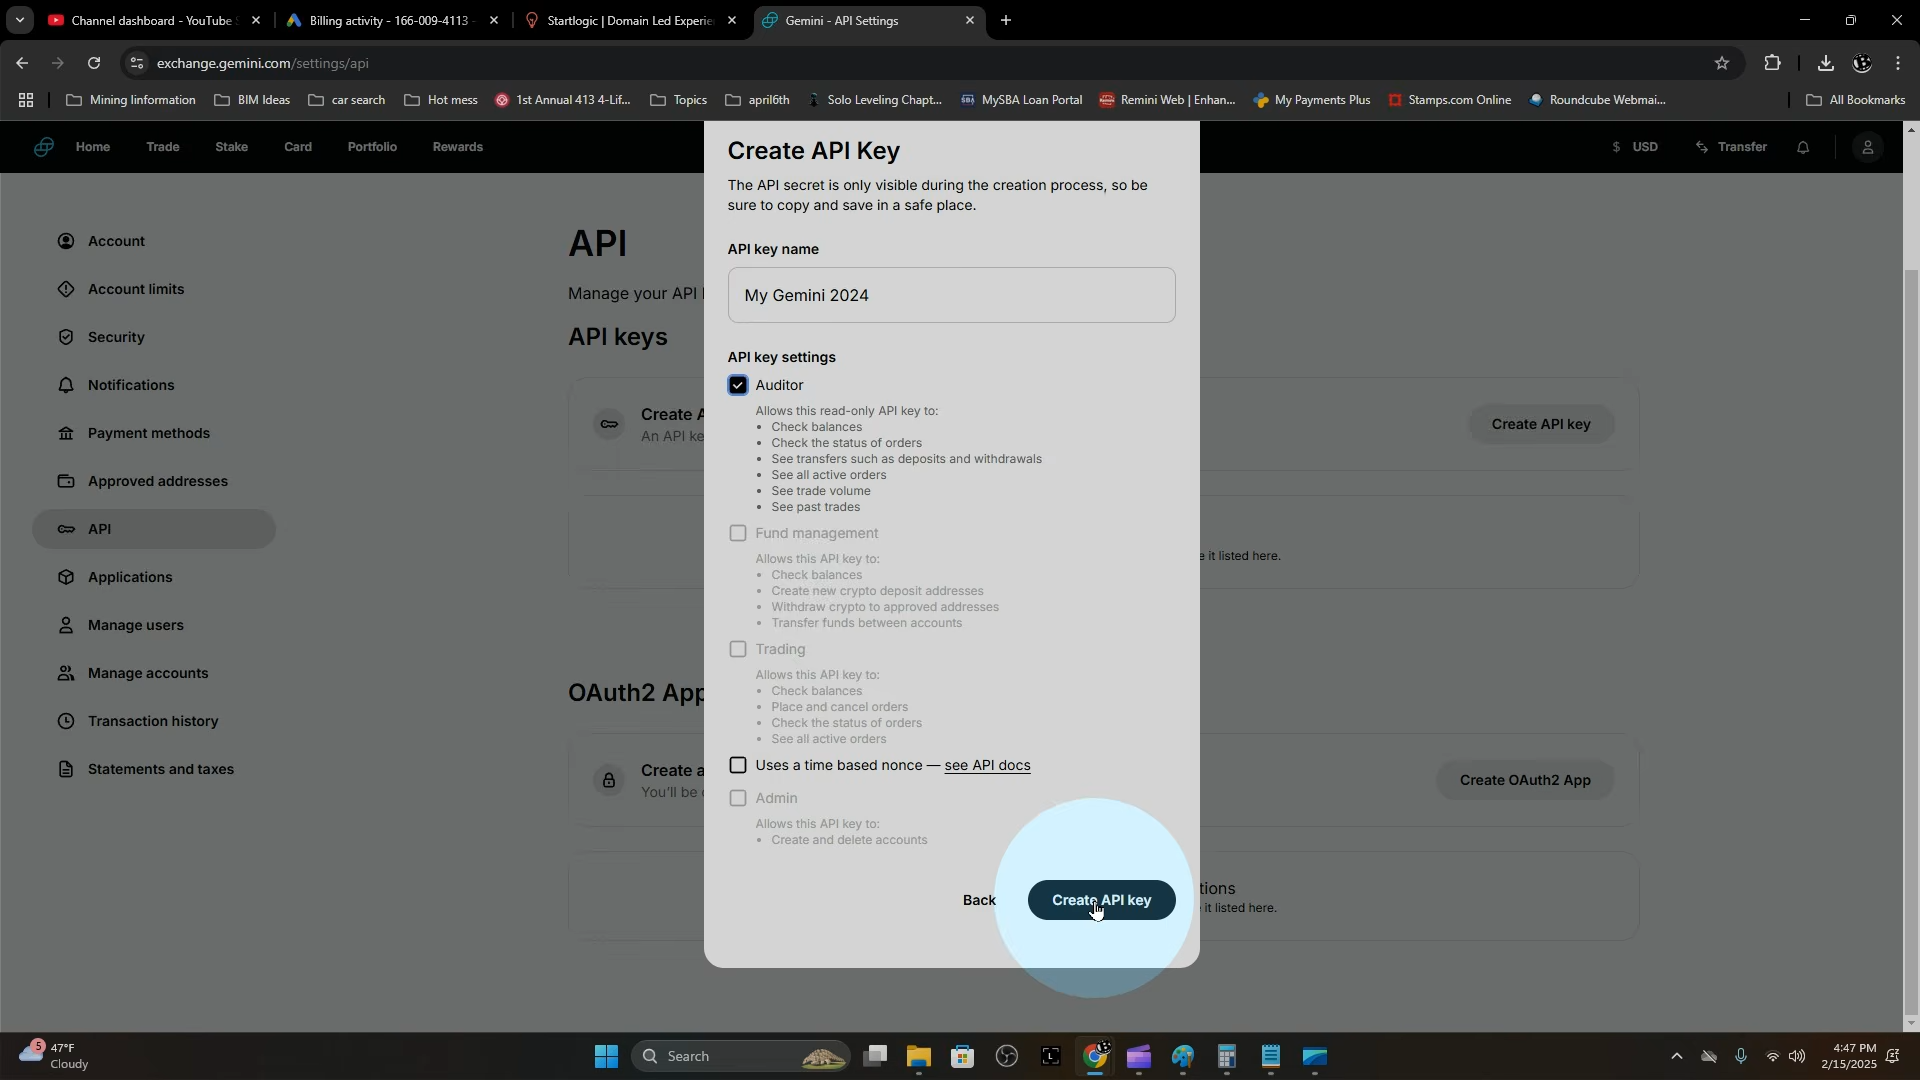 Channel dashboard - YouTube S
Billing activity - 166-009-4113 -
Startlogic | Domain Led Experie
Gemini - API Settings
exchange.gemini.com/settings/api
Mining Iinformation
BIM Ideas
car search
Hot mess
1st Annual 413 4-Lif...
Topics
april6th
Solo Leveling Chapt...
SBA
MySBA Loan Portal
Remini Web | Enhan...
My Payments Plus
Stamps.com Online
Roundcube Webmai...
All Bookmarks
Home
Trade
Stake
Card
Portfolio
Rewards
$ USD
Transfer
Account
Account limits
Security
Notifications
Payment methods
Approved addresses
API
Applications
Manage users
Manage accounts
Transaction history
Statements and taxes
API
Manage your API
API keys
Create A
An API ke
Create API key
e it listed here.
OAuth2 App
Create a
You'll be
Create OAuth2 App
tions
it listed here.
Create API Key
The API secret is only visible during the creation process, so be
sure to copy and save in a safe place.
API key name
My Gemini 2024
API key settings
Auditor
Allows this read-only API key to:
• Check balances
• Check the status of orders
• See transfers such as deposits and withdrawals
• See all active orders
• See trade volume
• See past trades
Fund management
Allows this API key to:
• Check balances
• Create new crypto deposit addresses
• Withdraw crypto to approved addresses
• Transfer funds between accounts
Trading
Allows this API key to:
• Check balances
• Place and cancel orders
• Check the status of orders
• See all active orders
Uses a time based nonce — see API docs
Admin
Allows this API key to:
• Create and delete accounts
Back
Create API key
5
47°F
Cloudy
Search
L
4:47 PM
2/15/2025